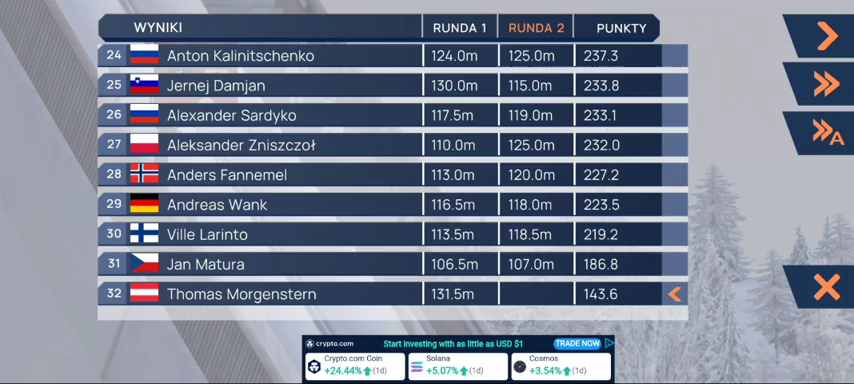 WYNIKI RUNDA 1 RUNDA 2 PUNKTY
24 Anton Kalinitschenko 124.0m 125.0m 237.3
25 Jernej Damjan 130.0m 115.0m 233.8
26 Alexander Sardyko 117.5m 119.0m 233.1
27 Aleksander Zniszczoł 110.0m 125.0m 232.0
28 Anders Fannemel 113.0m 120.0m 227.2
29 Andreas Wank 116.5m 118.0m 223.5
30 Ville Larinto 113.5m 118.5m 219.2
31 Jan Matura 106.5m 107.0m 186.8
32 Thomas Morgenstern 131.5m 143.6
A
crypto.com Start investing with as little as USD $1 TRADE NOW
Crypto.com Coin Solana Cosmos
+24.44% (1d) +5.07% (1d) +3.54% (1d)